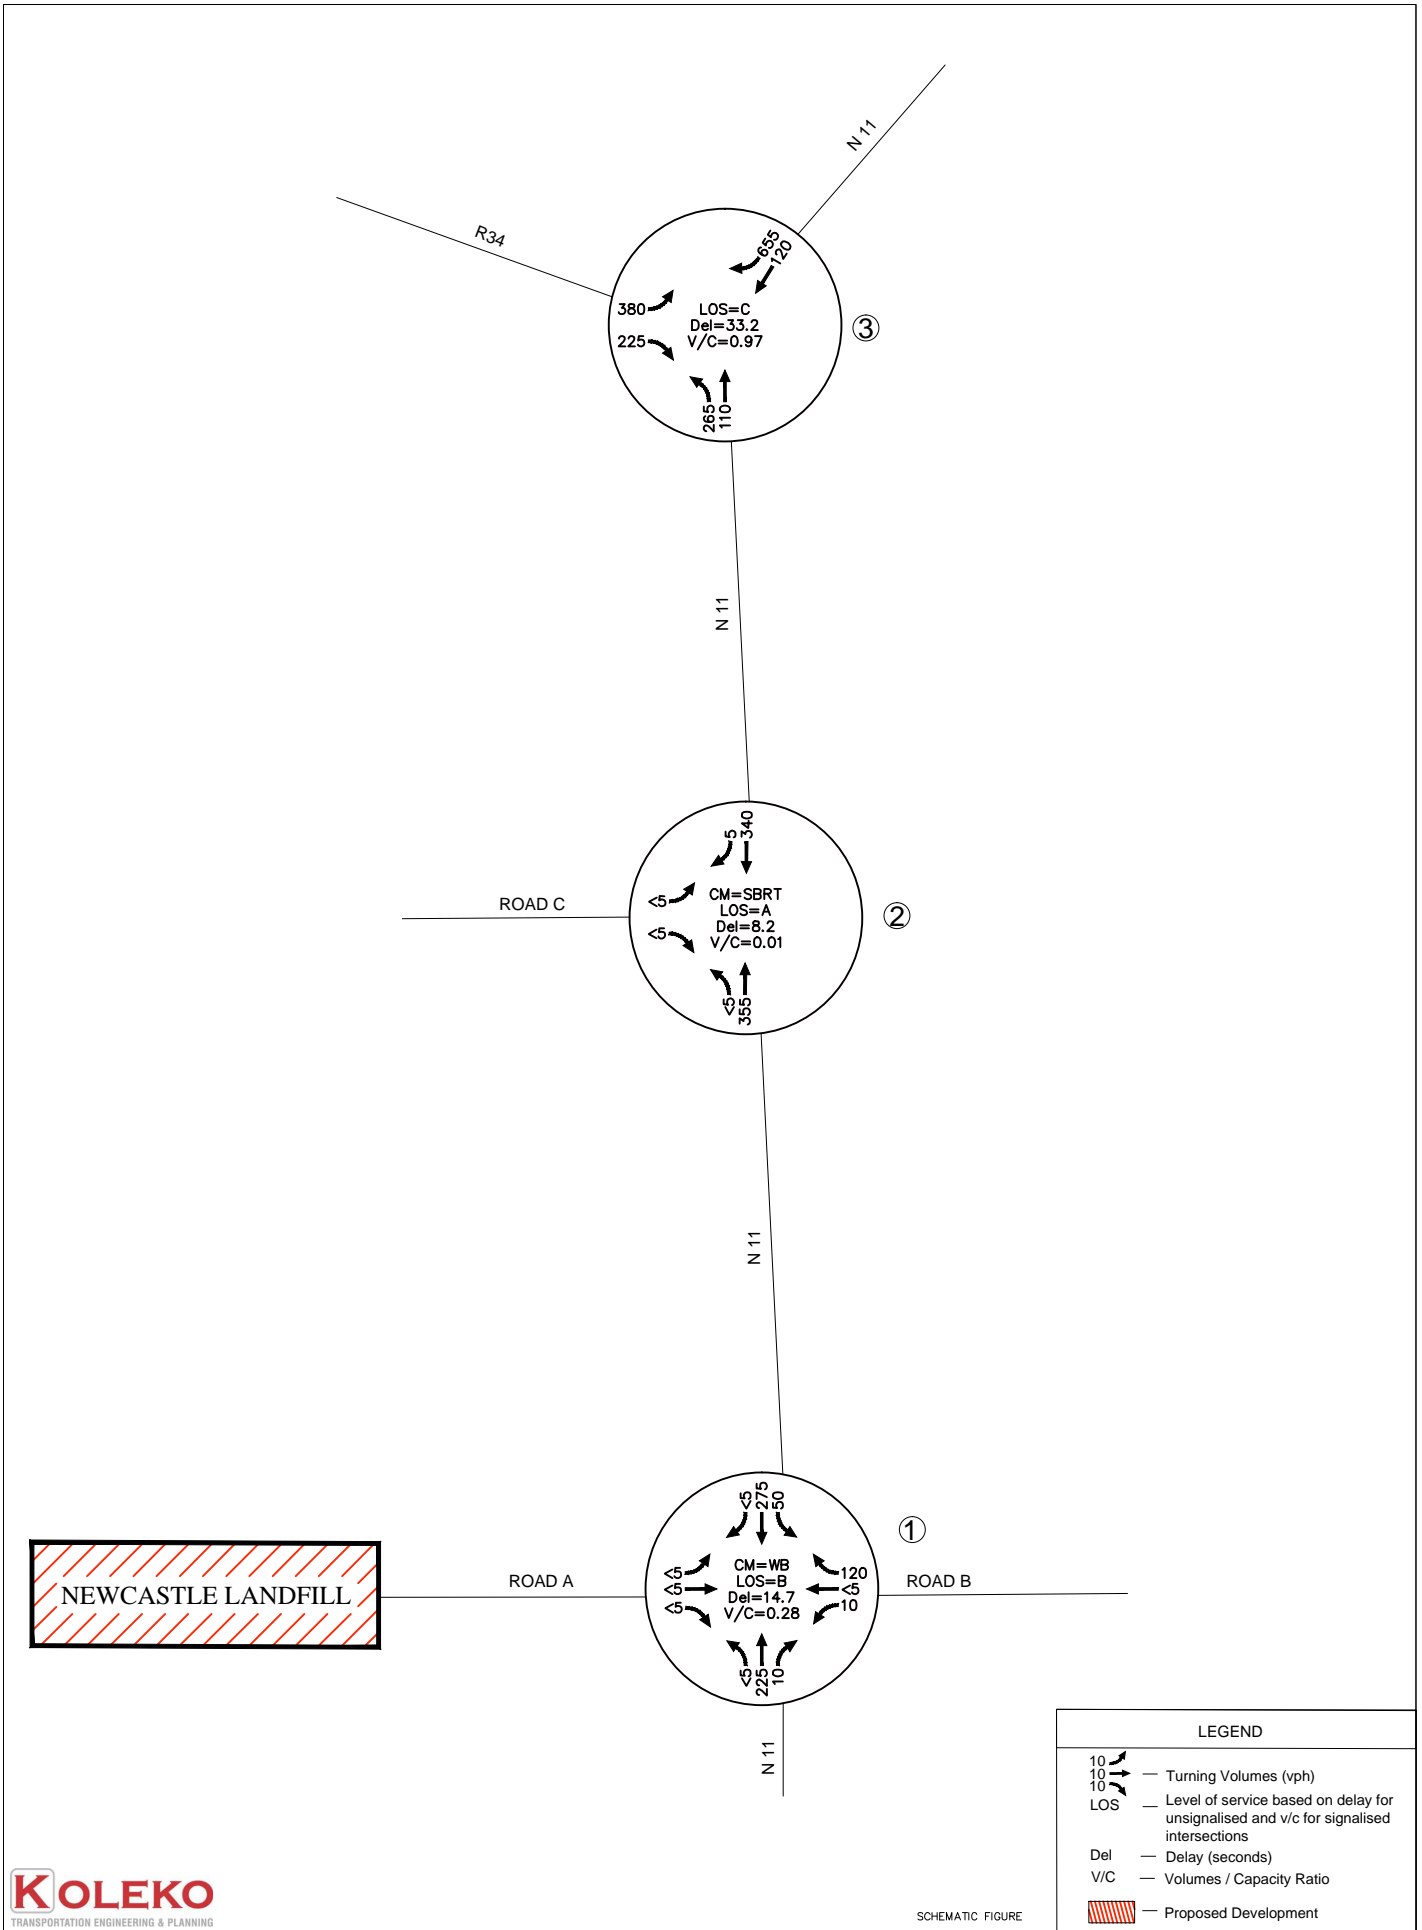 N 11
R34
655
120
380
225
LOS=C
Del=33.2
V/C=0.97
3
265
110
N 11
5
340
ROAD C
<5
<5
CM=SBRT
LOS=A
Del=8.2
V/C=0.01
2
<5
355
N 11
<5
275
50
1
NEWCASTLE LANDFILL
ROAD A
<5
<5
<5
CM=WB
LOS=B
Del=14.7
V/C=0.28
120
<5
10
ROAD B
<5
225
10
N 11
LEGEND
10
10
10
— Turning Volumes (vph)
LOS — Level of service based on delay for
unsignalised and v/c for signalised
intersections
Del — Delay (seconds)
V/C — Volumes / Capacity Ratio
— Proposed Development
KOLEKO
TRANSPORTATION ENGINEERING & PLANNING
SCHEMATIC FIGURE